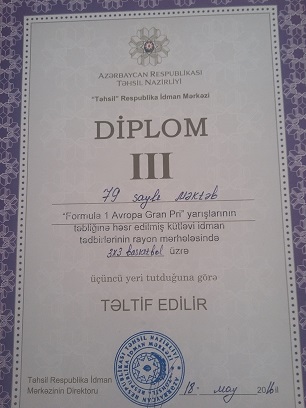 AZƏRBAYCAN RESPUBLİKASI
TƏHSİL NAZİRLİYİ
"Təhsil" Respublika İdman Mərkəzi
DİPLOM
III
79 saylı məktəb
"Formula 1 Avropa Gran Pri" yarışlarının
təbliğinə həsr edilmiş kütləvi idman
tədbirlərinin rayon mərhələsində
3x3 basketbol üzrə
üçüncü yeri tutduğuna görə
TƏLTİF EDİLİR
Təhsil Respublika İdman
Mərkəzinin Direktoru
18 - may 2016 il